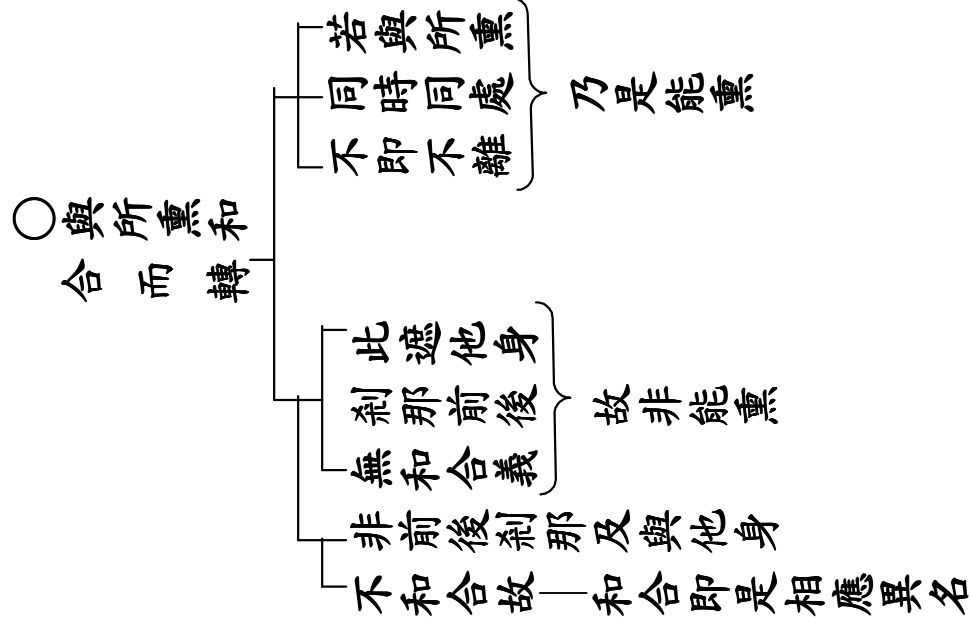 ○與所熏和
合而轉
若與所熏
同時同處
不即不離
乃是能熏
此遮他身
剎那前後
無和合義
故非能熏
非前後剎那及與他身
不和合故
和合即是相應異名